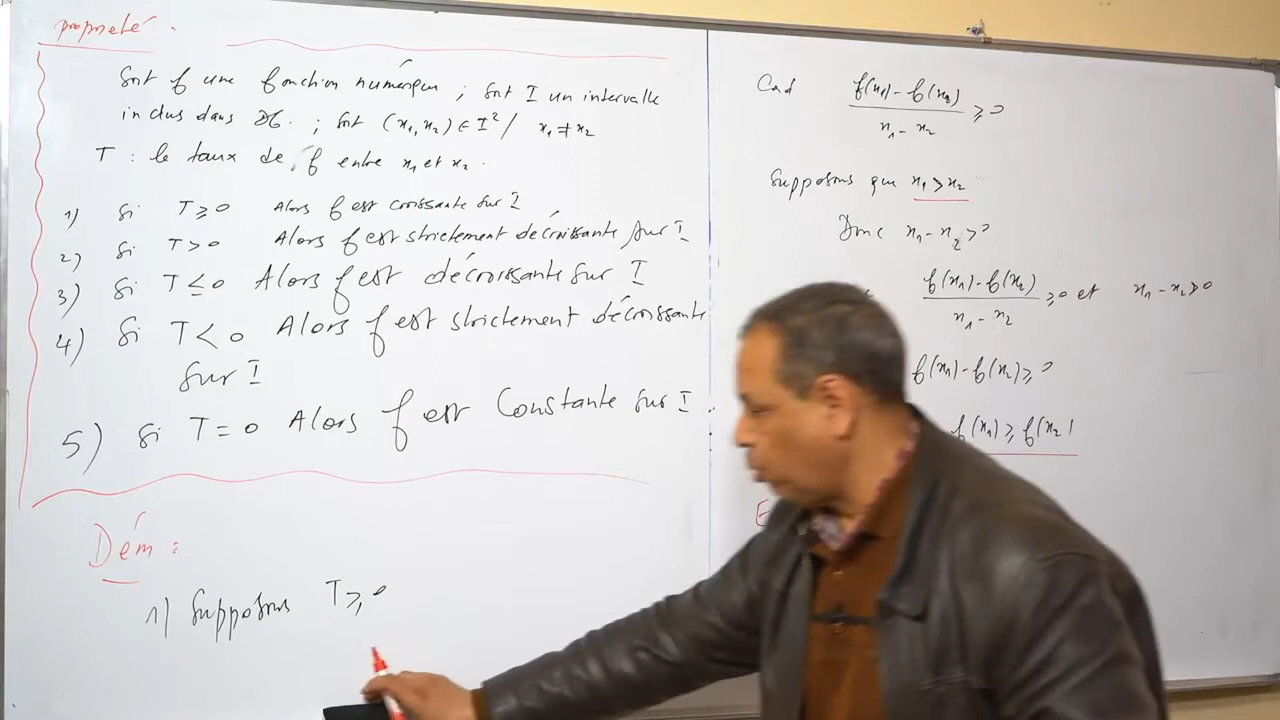 propreté.
Soit f une fonction numérique ; Soit I un intervalle
inclus dans Df. ; Soit (x₁,x₂) ∈ I² / x₁ ≠ x₂
T : le taux de f entre x₁ et x₂.
1) Si T ⩾ 0 Alors f est croissante sur I
2) Si T > 0 Alors f est strictement décroissante sur I
3) Si T ≤ 0 Alors f est décroissante sur I
4) Si T < 0 Alors f est strictement décroissante
sur I
5) Si T = 0 Alors f est Constante sur I.
Dém :
1) Supposons T ⩾ 0
Cad (f(x₁) - f(x₂)) / (x₁ - x₂) ⩾ 0
Supposons que x₁ > x₂
Donc x₁ - x₂ > 0
(f(x₁) - f(x₂)) / (x₁ - x₂) ⩾ 0 et x₁ - x₂ > 0
f(x₁) - f(x₂) ⩾ 0
f(x₁) ⩾ f(x₂)
E